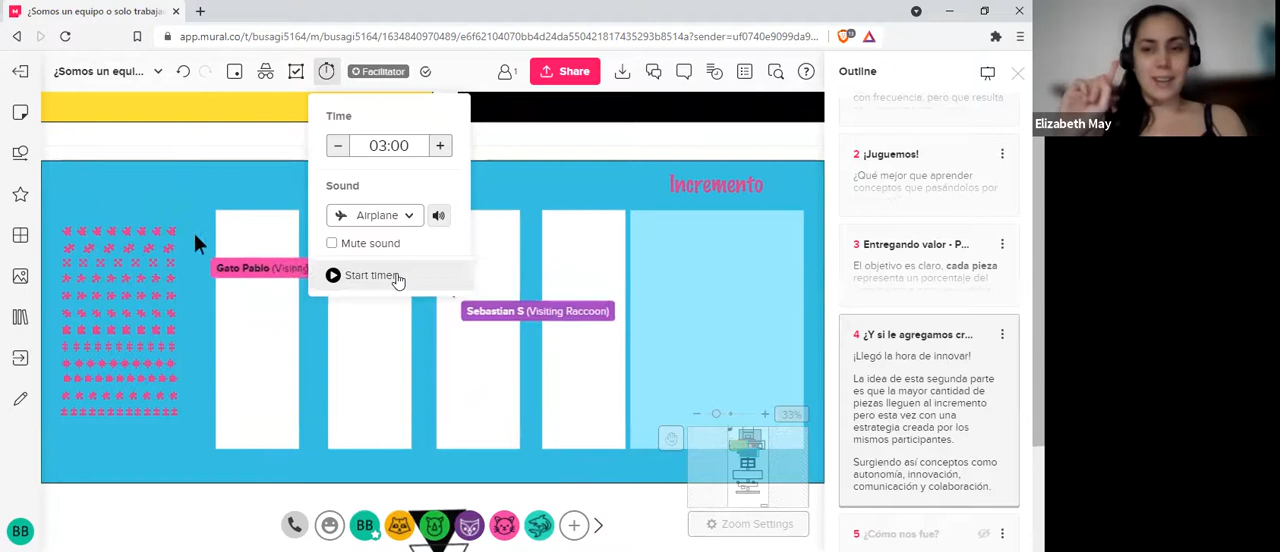 ¿Somos un equipo o solo trabaja
app.mural.co/t/busagi5164/m/busagi5164/1634840970489/e6f62104070bb4d24da550421817435293b8514a?sender=uf0740e9099da9...
13
¿Somos un equi...
Facilitator
1
Share
?
Outline
Elizabeth May
Time
− 03:00 +
Sound
Airplane
Mute sound
Start timer
Incremento
Gato Pablo (Visiting
Sebastian S (Visiting Raccoon)
con frecuencia, pero que resulta
2 ¡Juguemos!
¿Qué mejor que aprender
conceptos que pasándolos por
3 Entregando valor - P...
El objetivo es claro, cada pieza
representa un porcentaje del
4 ¿Y si le agregamos cr...
¡Llegó la hora de innovar!
La idea de esta segunda parte
es que la mayor cantidad de
piezas lleguen al incremento
pero esta vez con una
estrategia creada por los
mismos participantes.
Surgiendo así conceptos como
autonomía, innovación,
comunicación y colaboración.
5 ¿Cómo nos fue?
33%
Zoom Settings
BB
BB